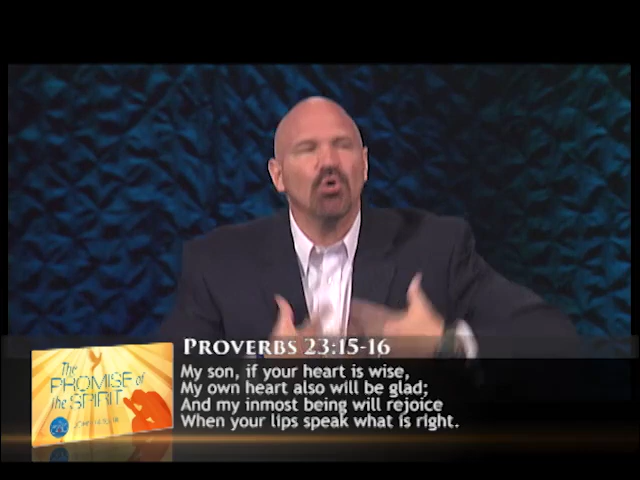 PROVERBS 23:15-16
My son, if your heart is wise,
My own heart also will be glad;
And my inmost being will rejoice
When your lips speak what is right.
The
PROMISE of
the SPIRIT